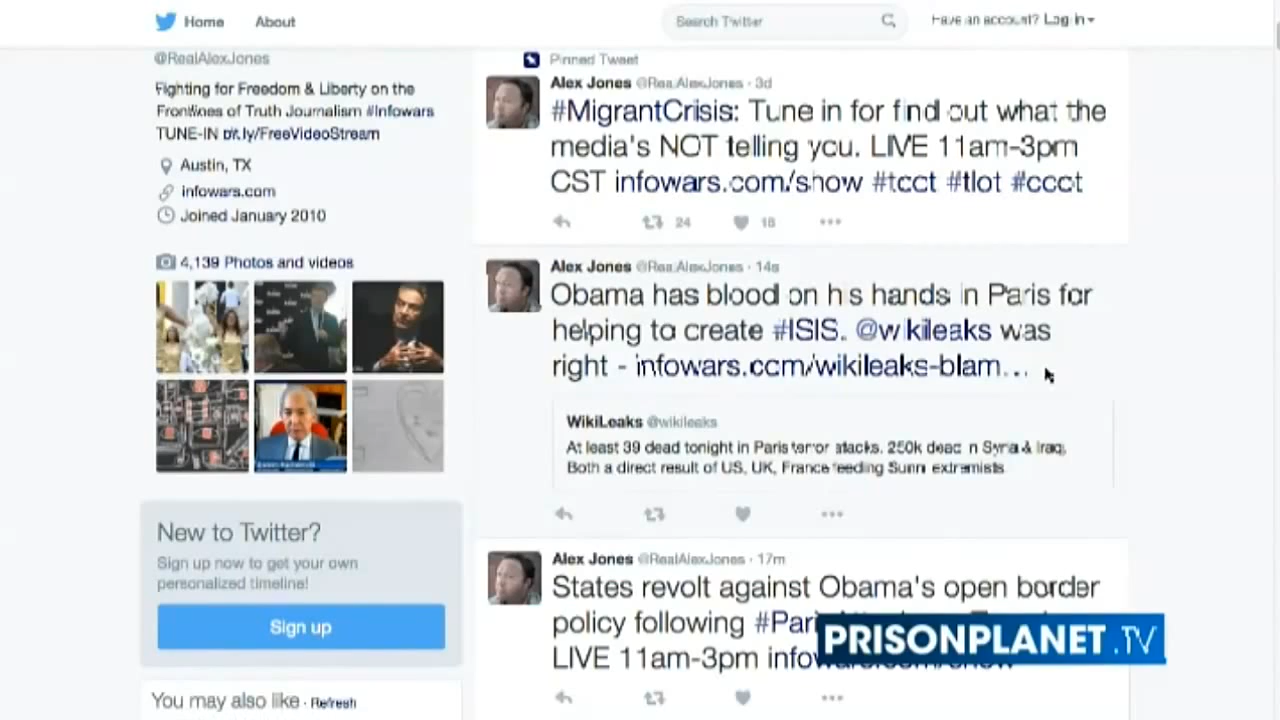 Home About Search Twitter Have an account? Log in
@RealAlexJones
Fighting for Freedom & Liberty on the
Frontlines of Truth Journalism #Infowars
TUNE-IN bit.ly/FreeVideoStream
Austin, TX
infowars.com
Joined January 2010
4,139 Photos and videos
New to Twitter?
Sign up now to get your own
personalized timeline!
Sign up
You may also like · Refresh
Pinned Tweet
Alex Jones @RealAlexJones · 3d
#MigrantCrisis: Tune in for find out what the
media's NOT telling you. LIVE 11am-3pm
CST infowars.com/show #tcot #tlot #ccot
24 18
Alex Jones @RealAlexJones · 14s
Obama has blood on his hands in Paris for
helping to create #ISIS. @wikileaks was
right - infowars.com/wikileaks-blam...
WikiLeaks @wikileaks
At least 39 dead tonight in Paris terror attacks. 250k dead in Syria & Iraq.
Both a direct result of US, UK, France feeding Sunni extremists
Alex Jones @RealAlexJones · 17m
States revolt against Obama's open border
policy following #Pari
LIVE 11am-3pm
PRISONPLANET.TV